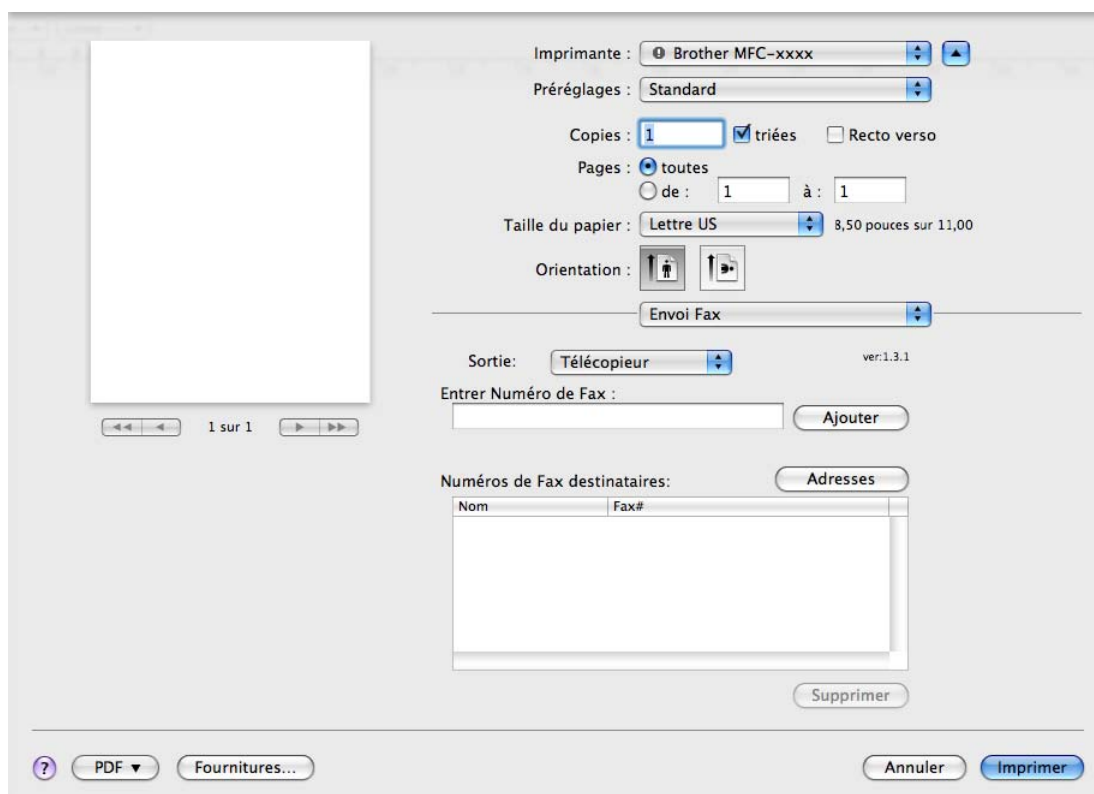 Imprimante : Brother MFC-xxxx
Préréglages : Standard
Copies : 1 triées Recto verso
Pages : toutes
de : 1 à : 1
Taille du papier : Lettre US 8,50 pouces sur 11,00
Orientation :
Envoi Fax
Sortie: Télécopieur ver:1.3.1
Entrer Numéro de Fax :
Ajouter
1 sur 1
Numéros de Fax destinataires: Adresses
Nom Fax#
Supprimer
? PDF Fournitures... Annuler Imprimer